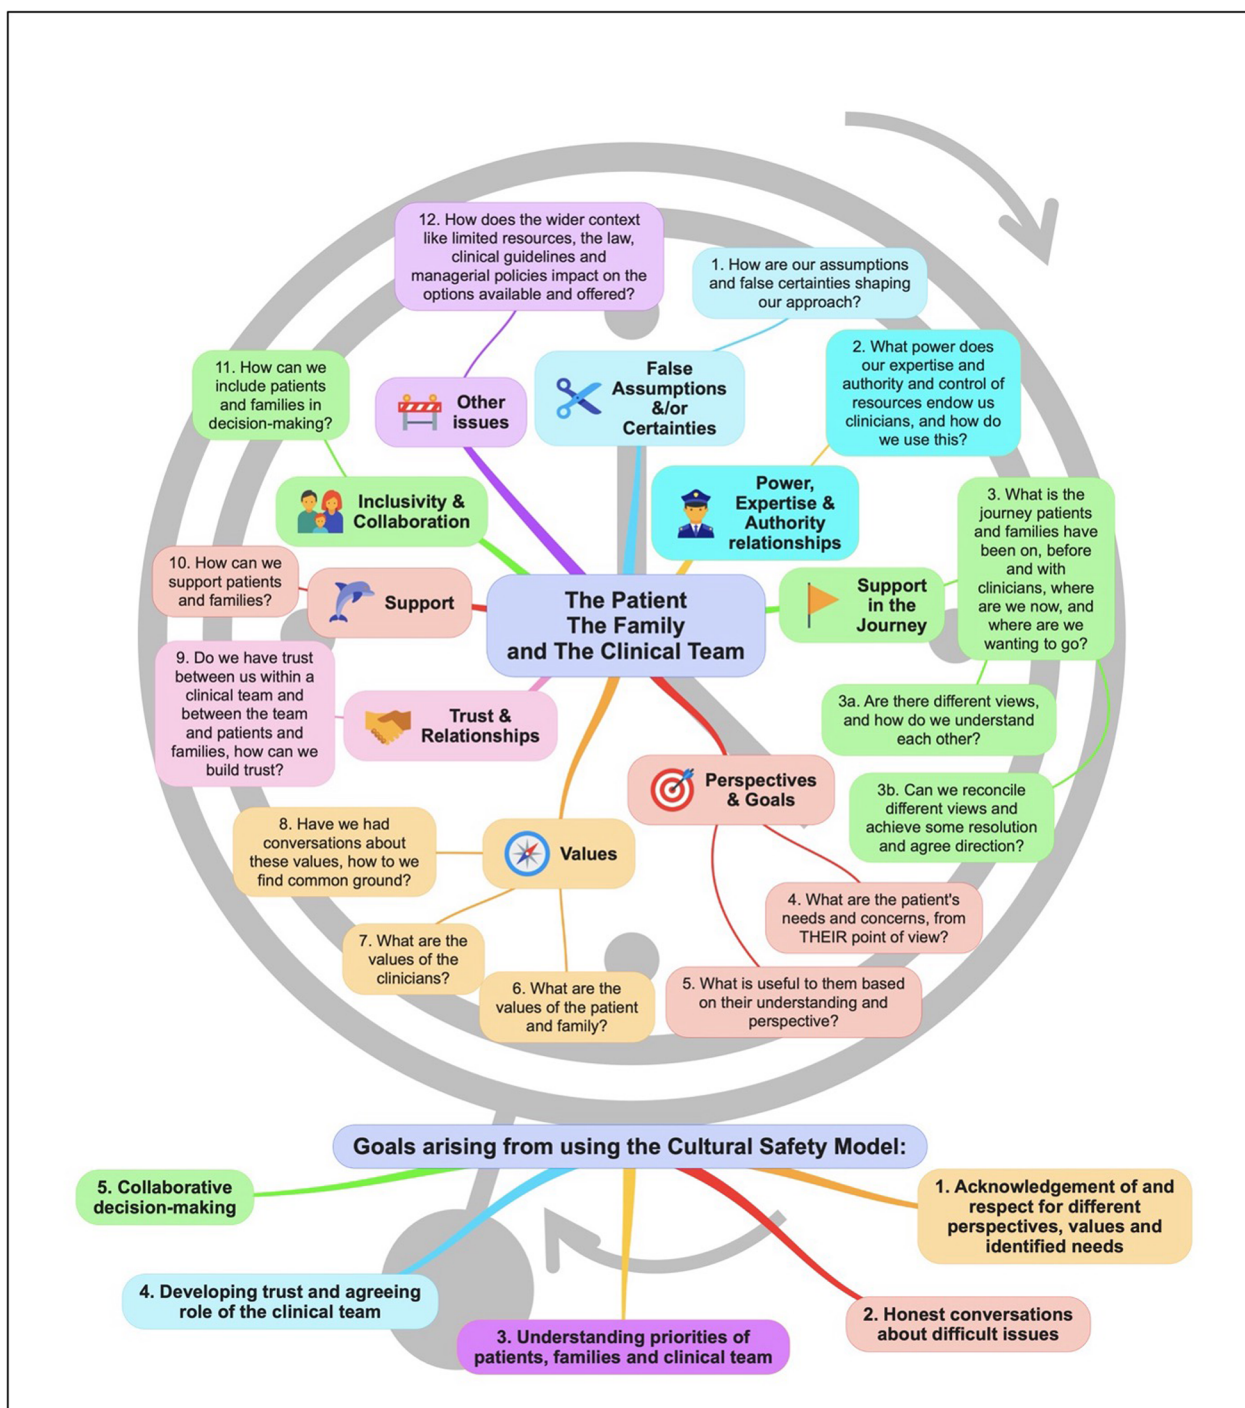 12. How does the wider context
like limited resources, the law,
clinical guidelines and
managerial policies impact on the
options available and offered?
1. How are our assumptions
and false certainties shaping
our approach?
2. What power does
our expertise and
authority and control of
resources endow us
clinicians, and how do
we use this?
11. How can we
include patients
and families in
decision-making?
Other
issues
False
Assumptions
&/or
Certainties
Power,
Expertise &
Authority
relationships
3. What is the
journey patients
and families have
been on, before
and with
clinicians, where
are we now, and
where are we
wanting to go?
Inclusivity &
Collaboration
10. How can we
support patients
and families?
Support
The Patient
The Family
and The Clinical Team
Support
in the
Journey
9. Do we have trust
between us within a
clinical team and
between the team
and patients and
families, how can we
build trust?
Trust &
Relationships
3a. Are there different views,
and how do we understand
each other?
Perspectives
& Goals
3b. Can we reconcile
different views and
achieve some resolution
and agree direction?
8. Have we had
conversations about
these values, how to we
find common ground?
Values
4. What are the patient's
needs and concerns, from
THEIR point of view?
7. What are the
values of the
clinicians?
6. What are the
values of the patient
and family?
5. What is useful to them based
on their understanding and
perspective?
Goals arising from using the Cultural Safety Model:
5. Collaborative
decision-making
1. Acknowledgement of and
respect for different
perspectives, values and
identified needs
4. Developing trust and agreeing
role of the clinical team
2. Honest conversations
about difficult issues
3. Understanding priorities of
patients, families and clinical team